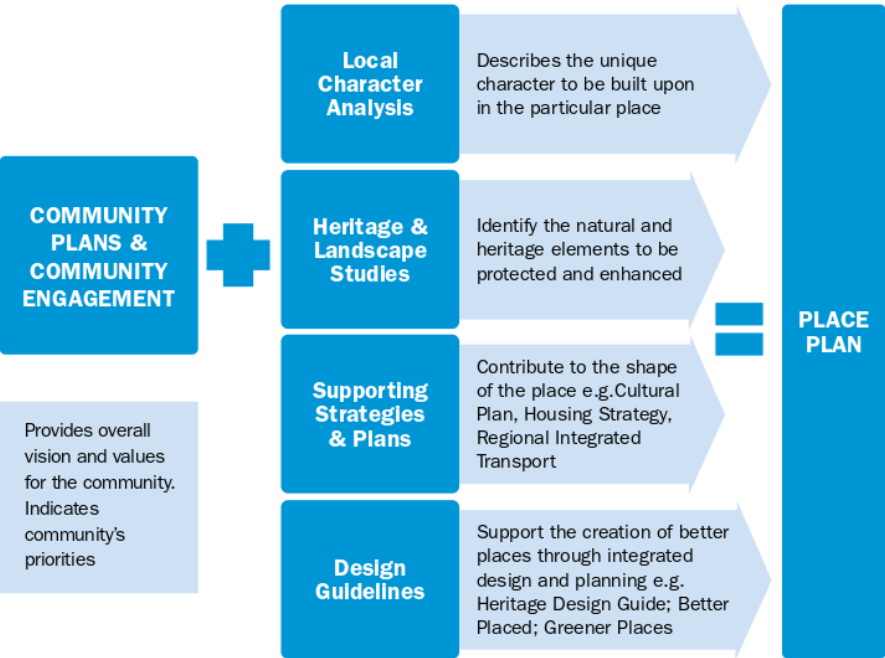 COMMUNITY
PLANS &
COMMUNITY
ENGAGEMENT
Provides overall
vision and values
for the community.
Indicates
community's
priorities
Local
Character
Analysis
Describes the unique
character to be built upon
in the particular place
Heritage &
Landscape
Studies
Identify the natural and
heritage elements to be
protected and enhanced
Supporting
Strategies
& Plans
Contribute to the shape
of the place e.g.Cultural
Plan, Housing Strategy,
Regional Integrated
Transport
Design
Guidelines
Support the creation of better
places through integrated
design and planning e.g.
Heritage Design Guide; Better
Placed; Greener Places
PLACE
PLAN